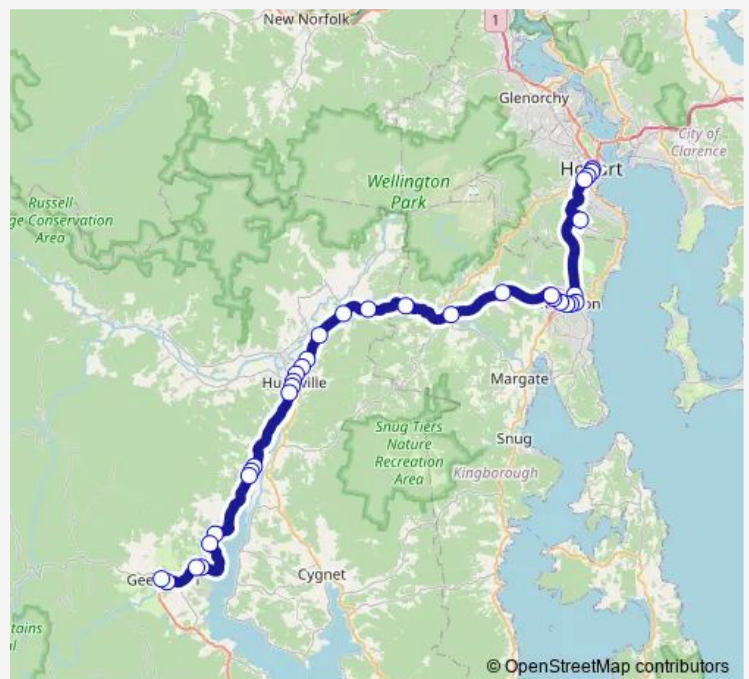 New Norfolk
1
Glenorchy
City of
Clarence
Wellington
Park
Russell
ge Conservation
Area
Margate
Snug Tiers
Nature
Recreation
Area
Snug
Kingborough
Cygnet
tains
al
© OpenStreetMap contributors